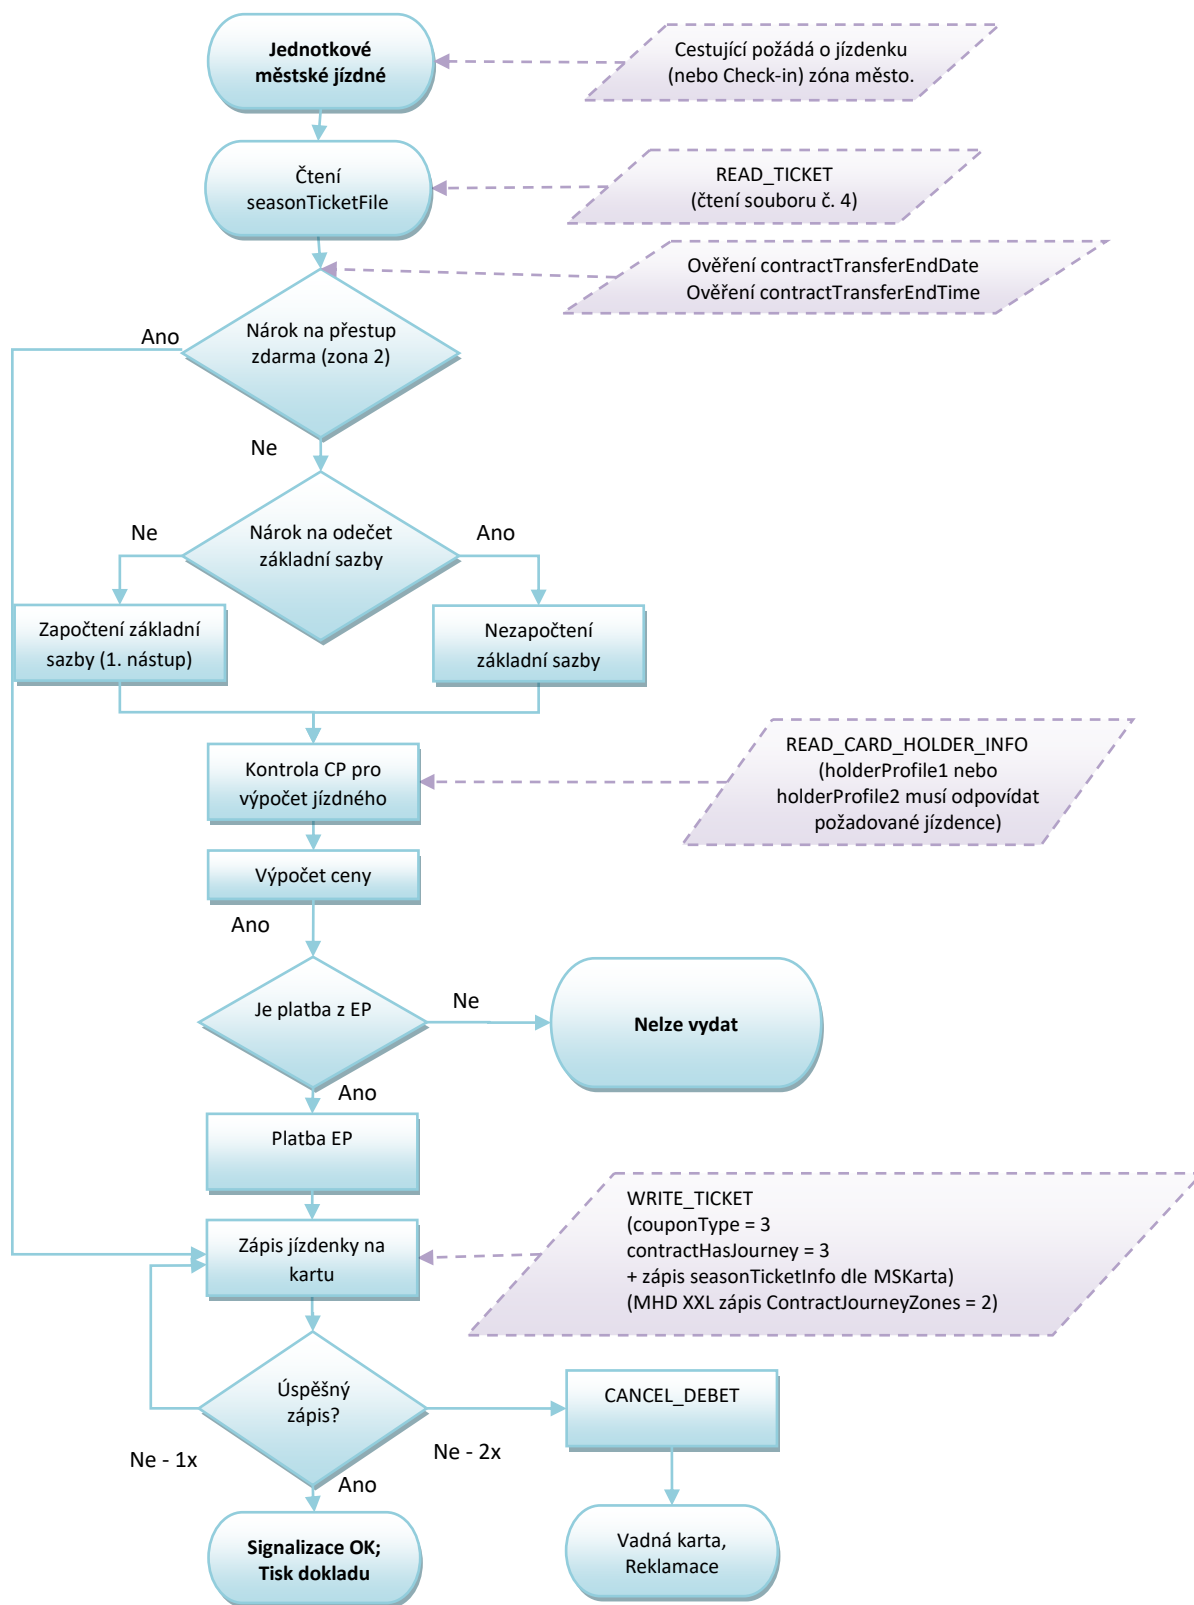 Jednotkové
městské jízdné
Cestující požádá o jízdenku
(nebo Check-in) zóna město.
Čtení
seasonTicketFile
READ_TICKET
(čtení souboru č. 4)
Ověření contractTransferEndDate
Ověření contractTransferEndTime
Ano
Nárok na přestup
zdarma (zona 2)
Ne
Ne
Nárok na odečet
základní sazby
Ano
Započtení základní
sazby (1. nástup)
Nezapočtení
základní sazby
Kontrola CP pro
výpočet jízdného
READ_CARD_HOLDER_INFO
(holderProfile1 nebo
holderProfile2 musí odpovídat
požadované jízdence)
Výpočet ceny
Ano
Je platba z EP
Ne
Nelze vydat
Ano
Platba EP
WRITE_TICKET
(couponType = 3
contractHasJourney = 3
+ zápis seasonTicketInfo dle MSKarta)
(MHD XXL zápis ContractJourneyZones = 2)
Zápis jízdenky na
kartu
Úspěšný
zápis?
CANCEL_DEBET
Ne - 1x
Ne - 2x
Ano
Signalizace OK;
Tisk dokladu
Vadná karta,
Reklamace